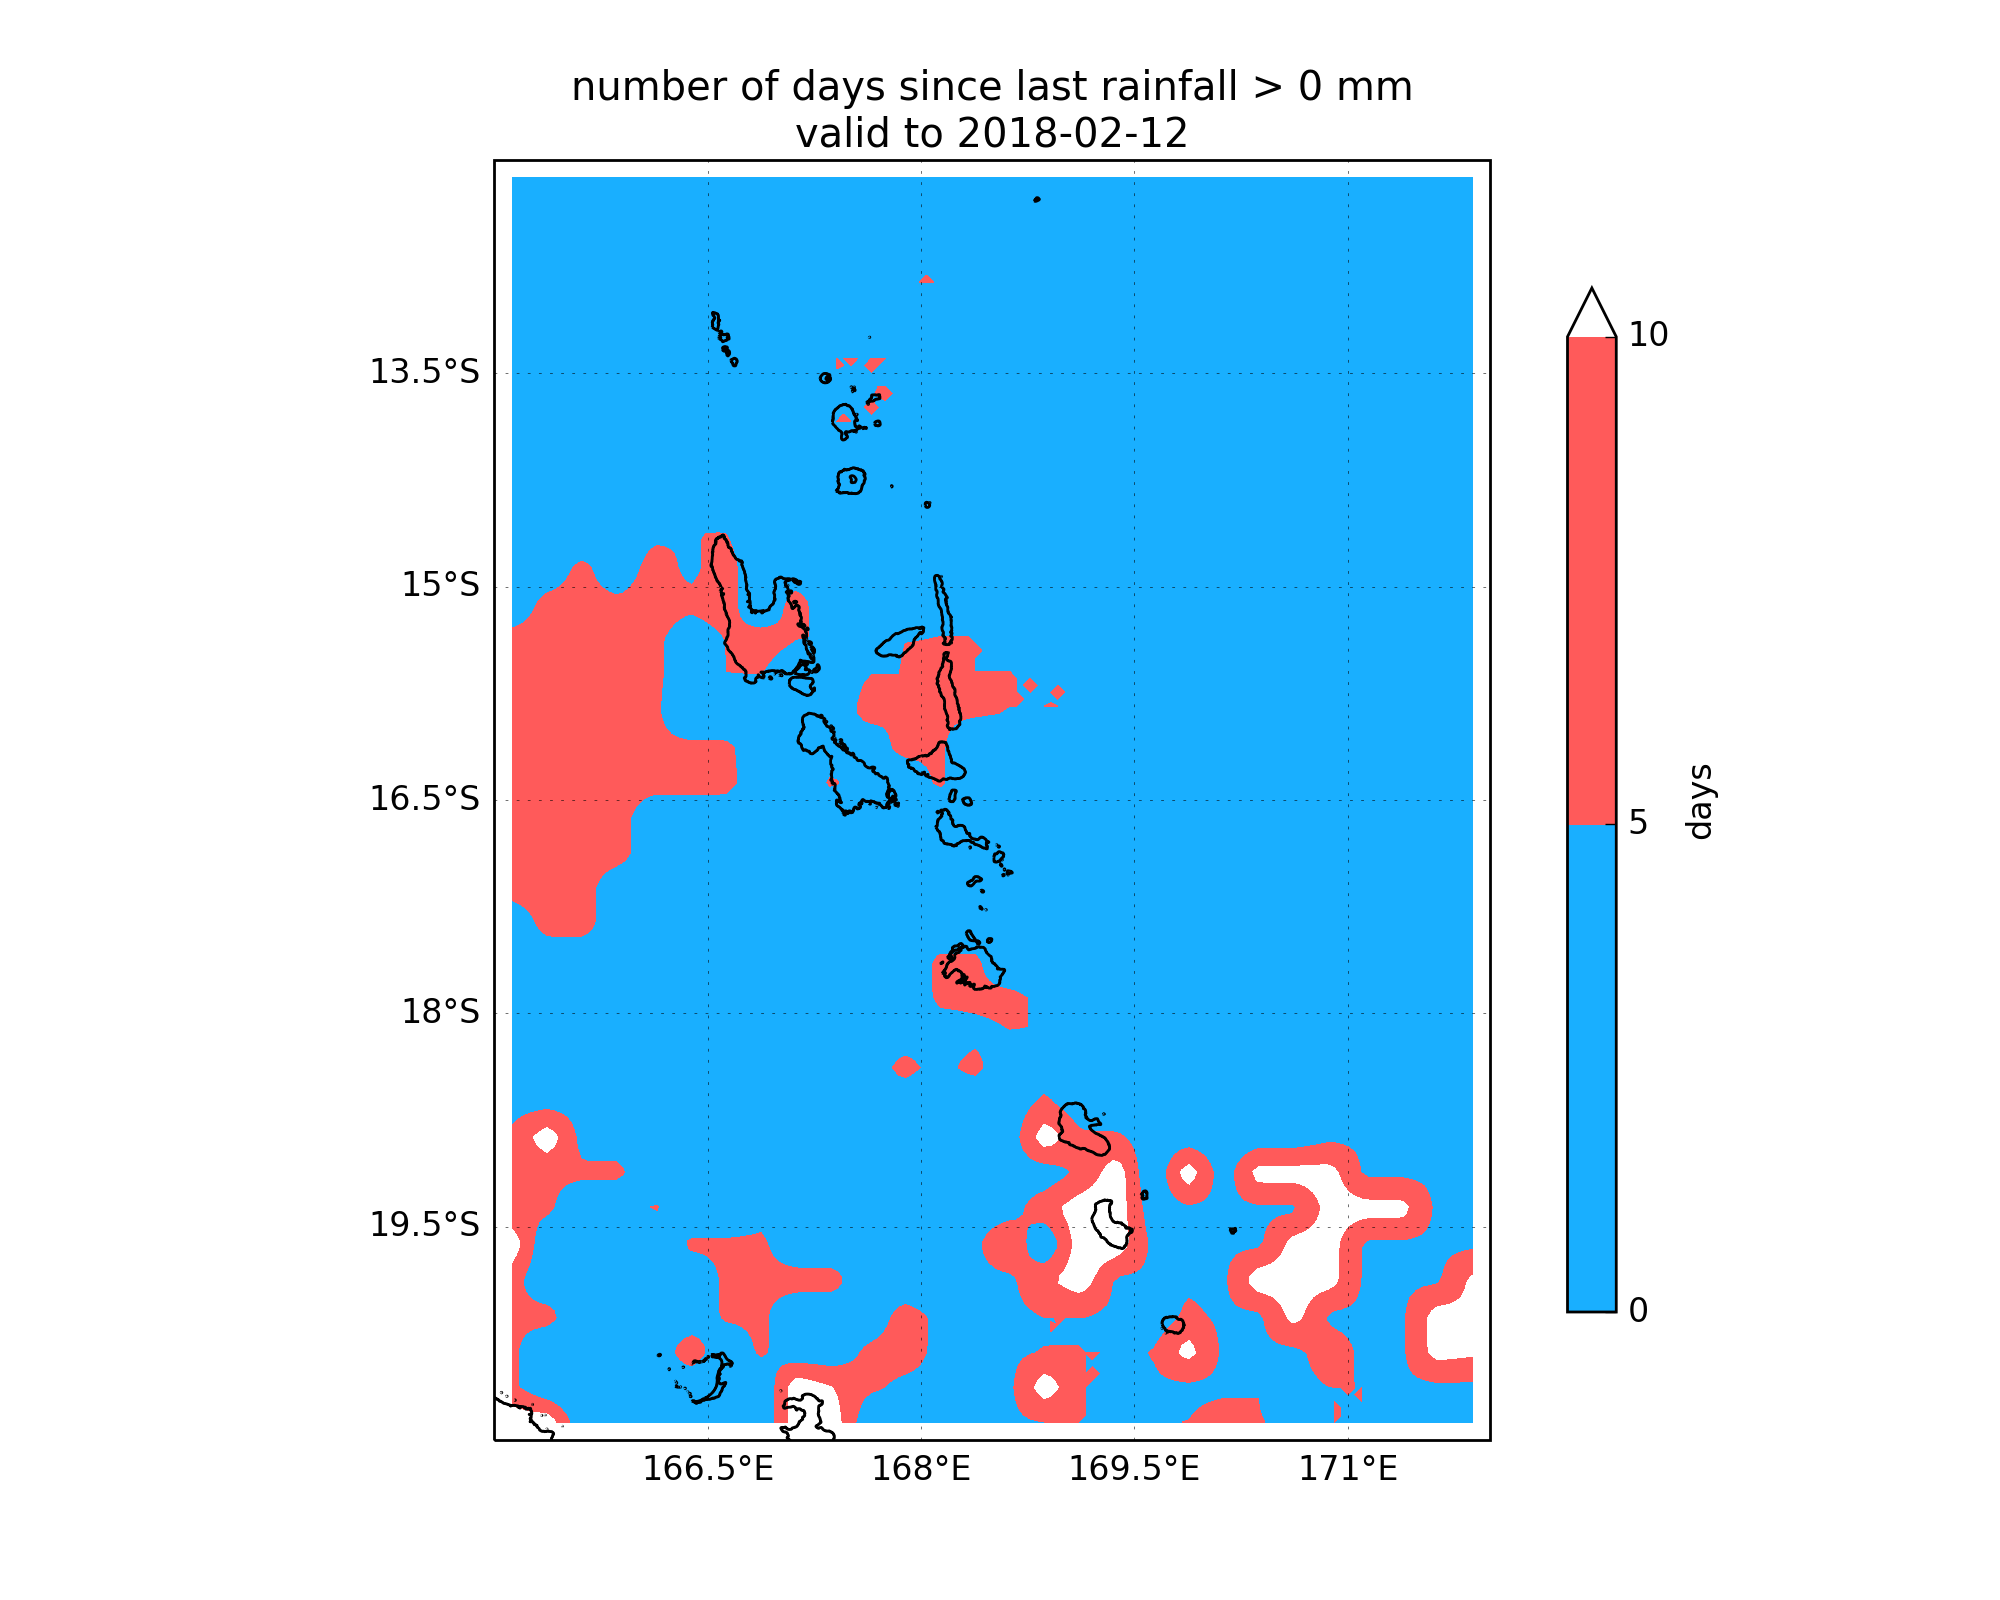 number of days since last rainfall > 0 mm
valid to 2018-02-12
13.5°S
15°S
16.5°S
18°S
19.5°S
166.5°E
168°E
169.5°E
171°E
10
5
0
days